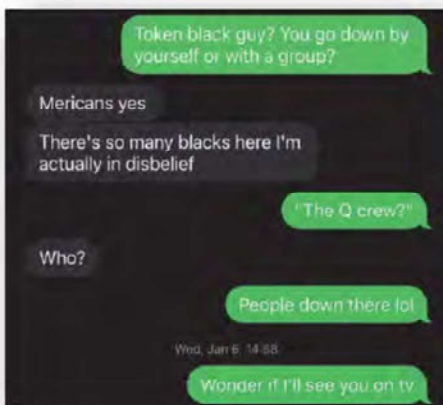 Token black guy? You go down by
yourself or with a group?
Mericans yes
There's so many blacks here I'm
actually in disbelief
"The Q crew?"
Who?
People down there lol
Wed, Jan 6, 14:58
Wonder if I'll see you on tv